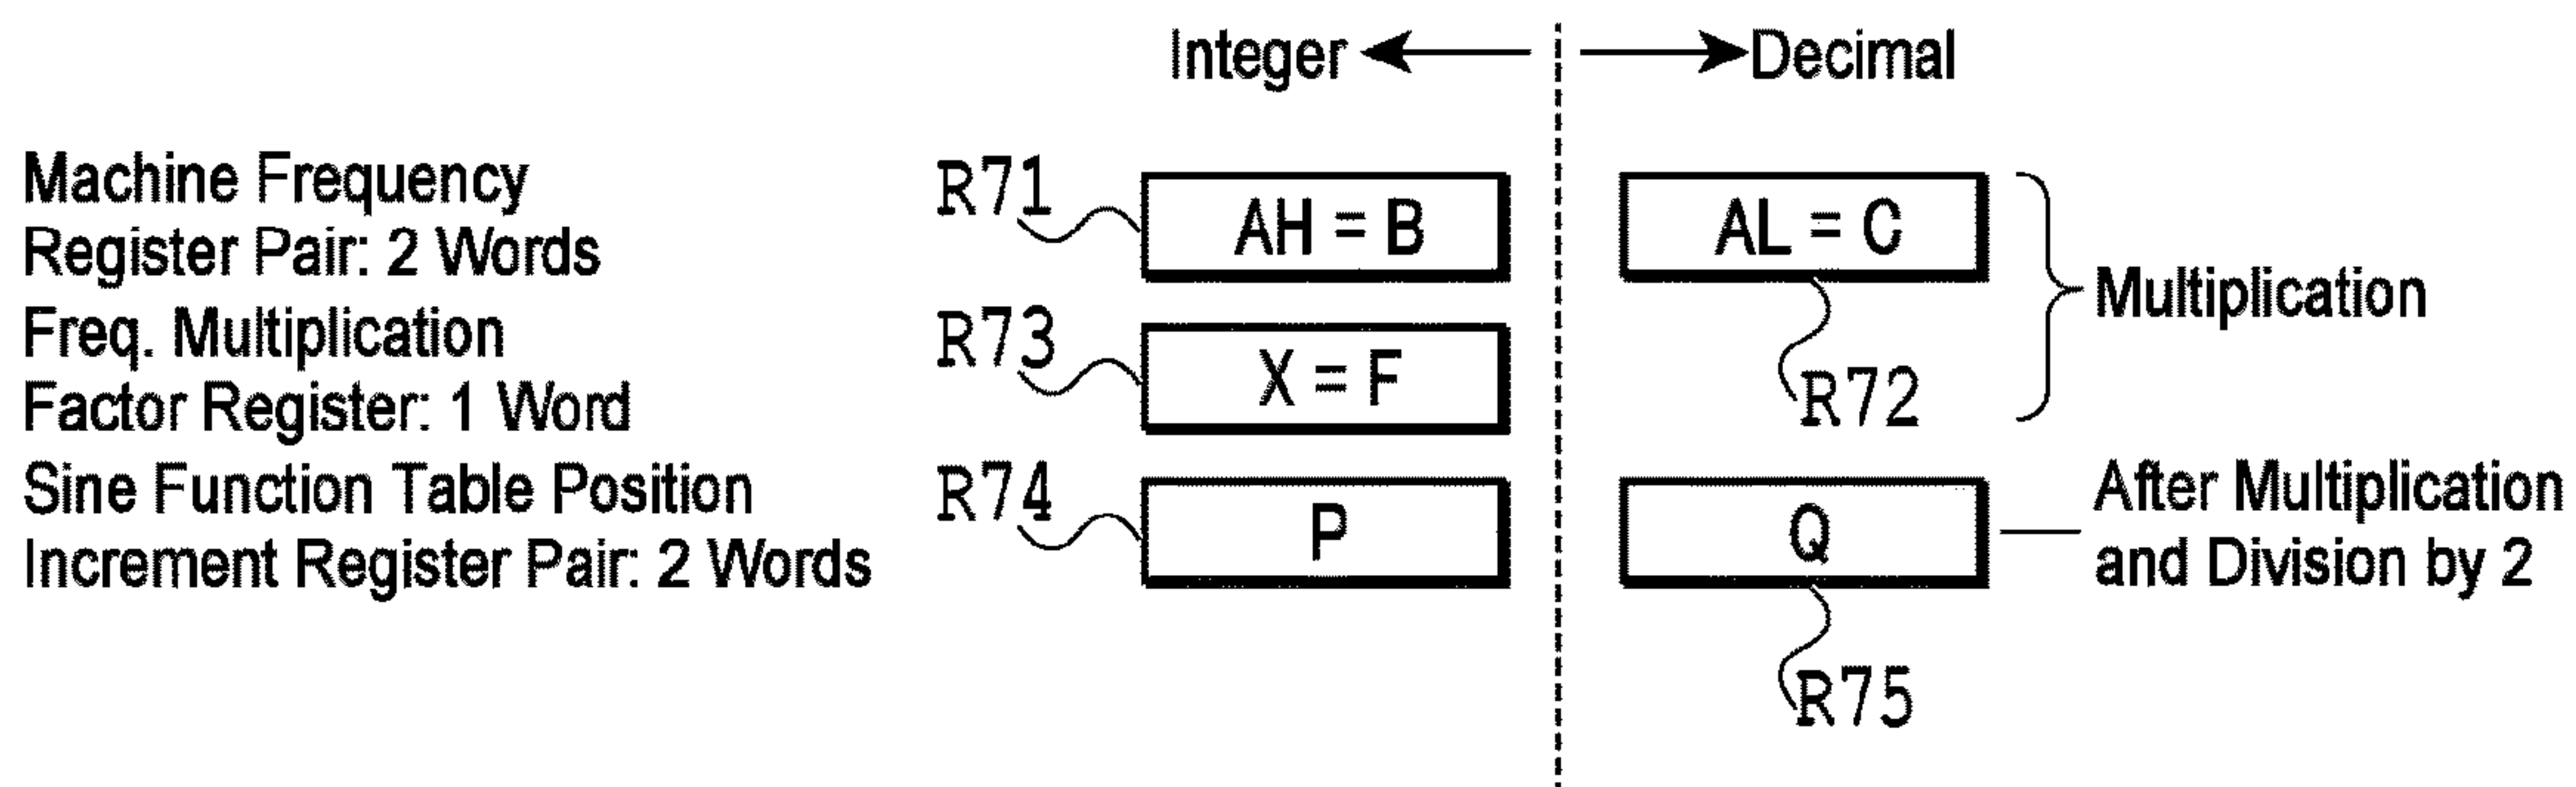 Integer Decimal
Machine Frequency
Register Pair: 2 Words
R71 AH = B AL = C
Freq. Multiplication
Factor Register: 1 Word
R73 X = F R72
Multiplication
Sine Function Table Position
Increment Register Pair: 2 Words
R74 P Q
After Multiplication
and Division by 2
R75